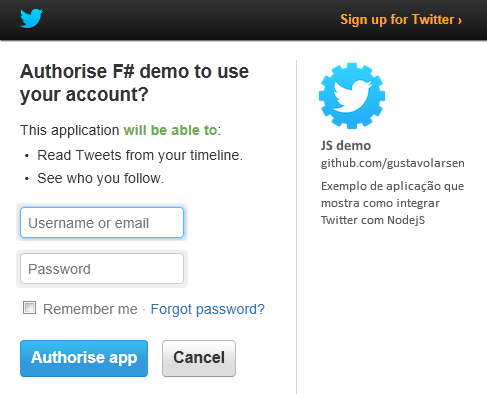 Sign up for Twitter ›
Authorise F# demo to use
your account?
This application will be able to:
• Read Tweets from your timeline.
• See who you follow.
Username or email
Password
Remember me · Forgot password?
Authorise app
Cancel
JS demo
github.com/gustavolarsen
Exemplo de aplicação que
mostra como integrar
Twitter com NodejS